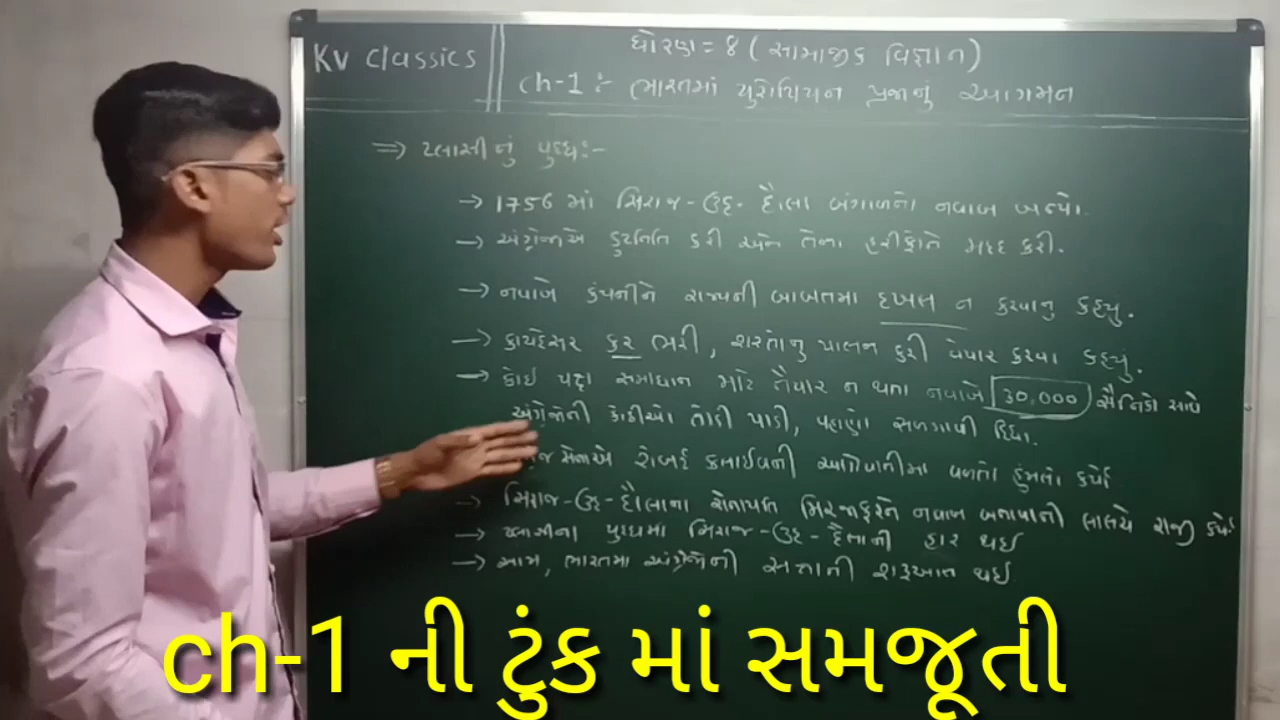 Kv classics
ધોરણ = 8 ( સામાજીક વિજ્ઞાન )
ch-1 :- ભારતમાં યુરોપિયન પ્રજાનું આગમન
⇒ પ્લાસીનું યુદ્ધ :-
→ 1756 માં સિરાજ-ઉદ્-દૌલા બંગાળનો નવાબ બન્યો.
→ અંગ્રેજોએ કુટનિતિ કરી અને તેના હરીફોને મદદ કરી.
→ નવાબે કંપનીને રાજ્યની બાબતમા દખલ ન કરવાનુ કહ્યુ.
→ કાયદેસર કર ભરી, શરતોનુ પાલન કરી વેપાર કરવા કહ્યું.
→ કોઈ પણ સમાધાન માટે તૈયાર ન થતા નવાબે 30,000 સૈનિકો સાથે
અંગ્રેજોની કોઠીઓ તોડી પાડી, વહાણો સળગાવી દિધા.
સેનાએ રોબર્ટ ક્લાઈવની આગેવાનીમા વળતો હુંમલો કર્યો
→ સિરાજ-ઉદ્-દૌલાના સેનાપતિ મિરજાફરને નવાબ બનાવવાની લાલચે રાજી કર્યો
→ પ્લાસીના યુદ્ધમા સિરાજ-ઉદ્-દૌલાની હાર થઈ
→ આમ, ભારતમા અંગ્રેજોની સત્તાની શરૂઆત થઈ
ch-1 ની ટુંક માં સમજૂતી